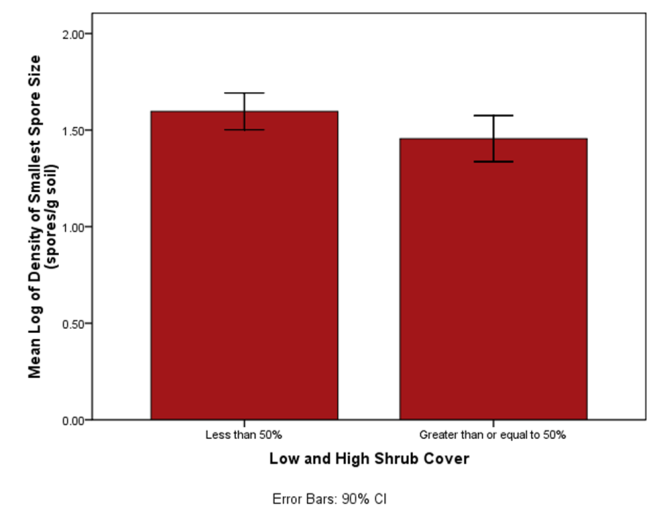 Mean Log of Density of Smallest Spore Size
(spores/g soil)
2.00
1.50
1.00
0.50
0.00
Less than 50%
Greater than or equal to 50%
Low and High Shrub Cover
Error Bars: 90% CI